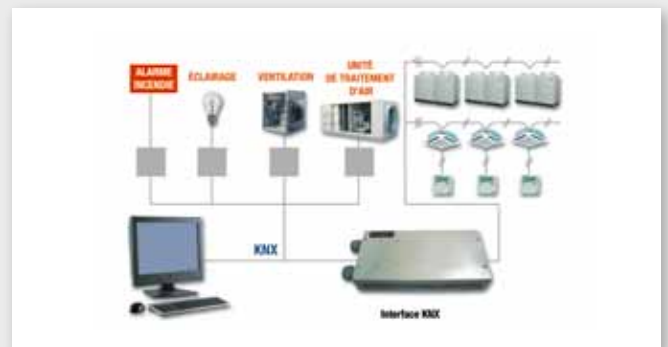 ALARME
INCENDIE
ÉCLAIRAGE
VENTILATION
UNITÉ
DE TRAITEMENT
D'AIR
KNX
Interface KNX